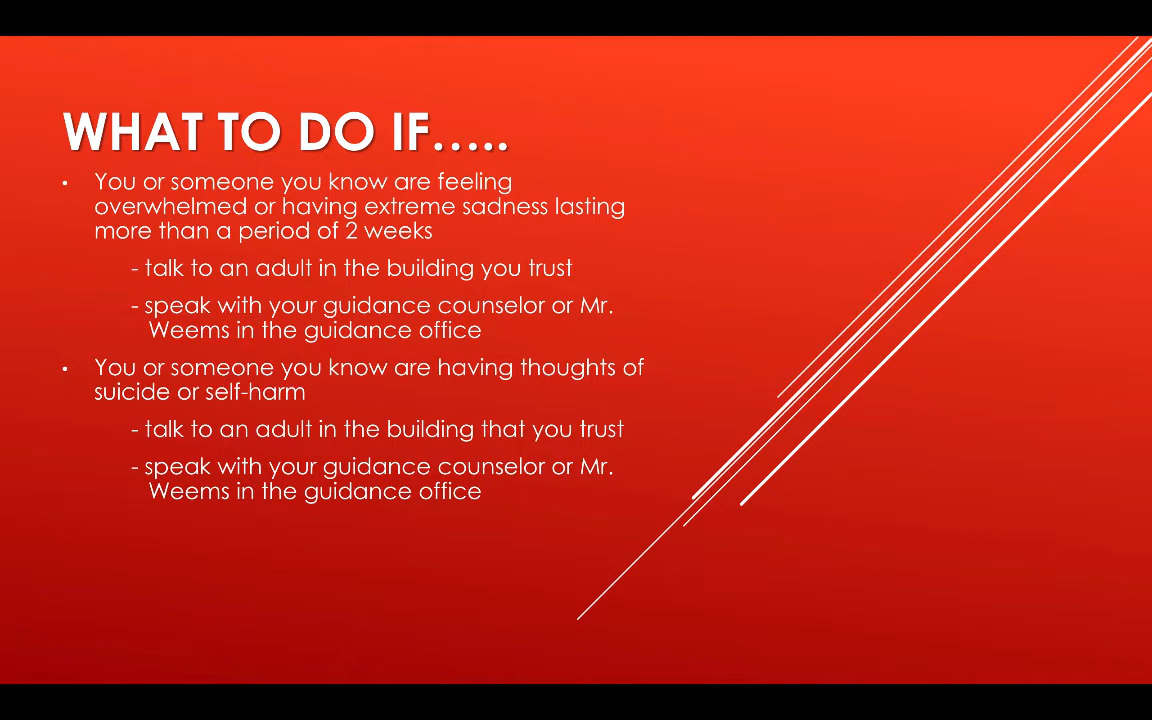 WHAT TO DO IF.....
• You or someone you know are feeling
overwhelmed or having extreme sadness lasting
more than a period of 2 weeks
- talk to an adult in the building you trust
- speak with your guidance counselor or Mr.
Weems in the guidance office
• You or someone you know are having thoughts of
suicide or self-harm
- talk to an adult in the building that you trust
- speak with your guidance counselor or Mr.
Weems in the guidance office